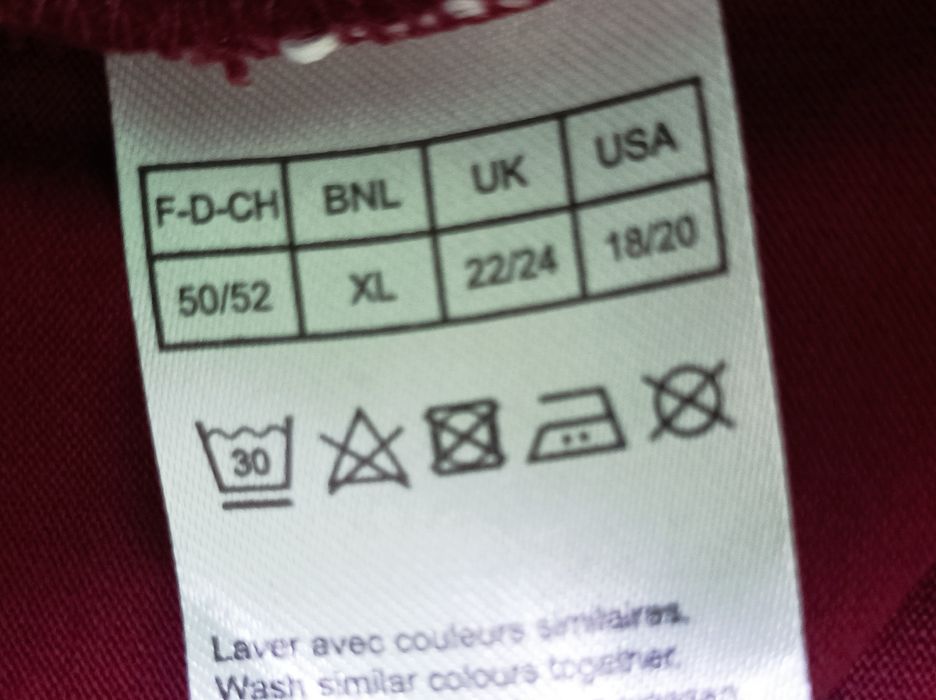 F-D-CH BNL UK USA
50/52 XL 22/24 18/20
30
Laver avec couleurs similaires.
Wash similar colours together.